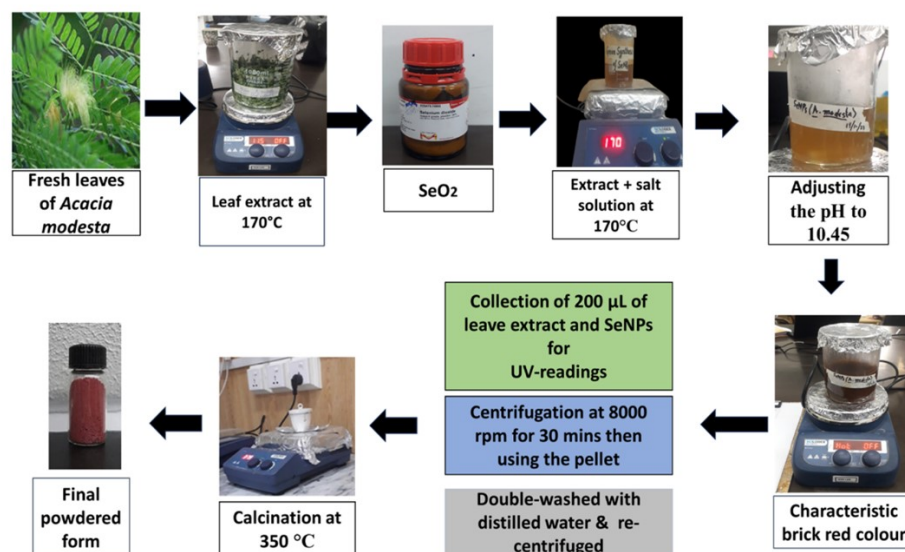 Fresh leaves
of Acacia
modesta
Leaf extract at
170°C
SeO2
Extract + salt
solution at
170°C
170
Adjusting
the pH to
10.45
Collection of 200 µL of
leave extract and SeNPs
for
UV-readings
Centrifugation at 8000
rpm for 30 mins then
using the pellet
Double-washed with
distilled water & re-
centrifuged
Characteristic
brick red colour
Hot OFF
Calcination at
350 °C
Final
powdered
form